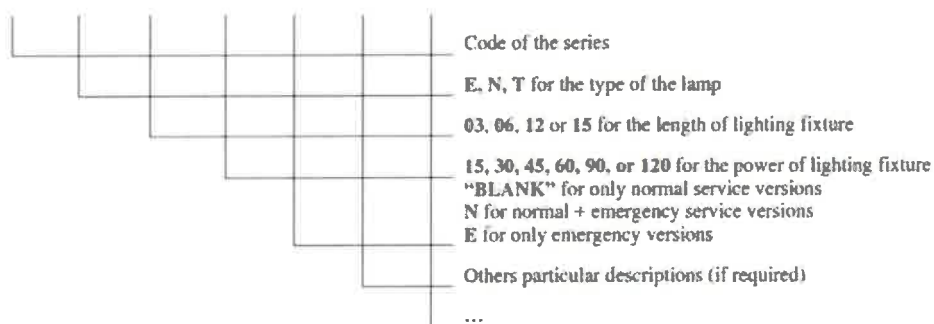 Code of the series
E, N, T for the type of the lamp
03, 06, 12 or 15 for the length of lighting fixture
15, 30, 45, 60, 90, or 120 for the power of lighting fixture
"BLANK" for only normal service versions
N for normal + emergency service versions
E for only emergency versions
Others particular descriptions (if required)
...